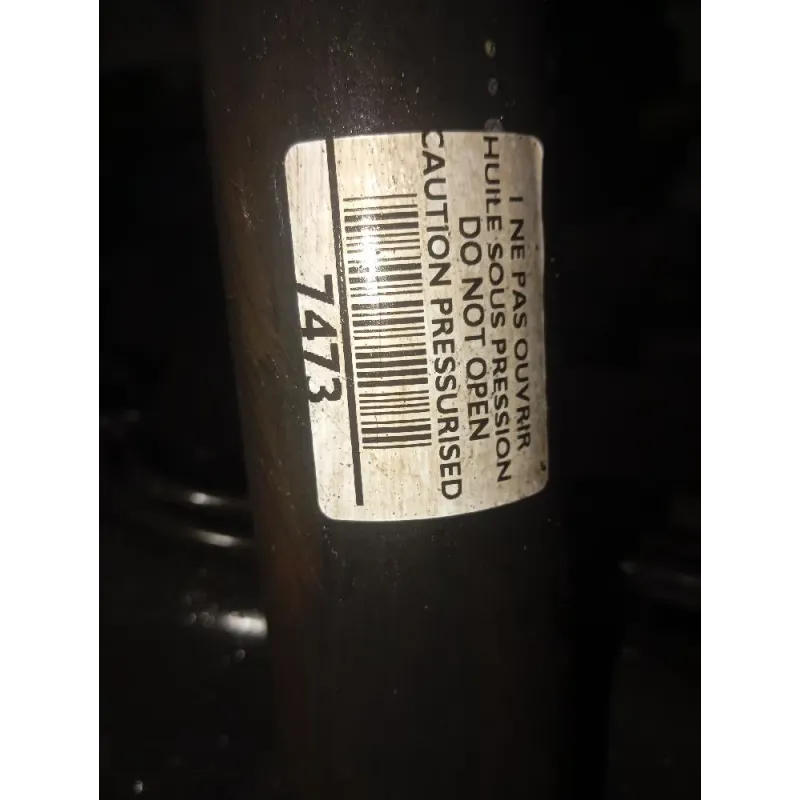 ! NE PAS OUVRIR
HUILE SOUS PRESSION
DO NOT OPEN
CAUTION PRESSURISED
7473